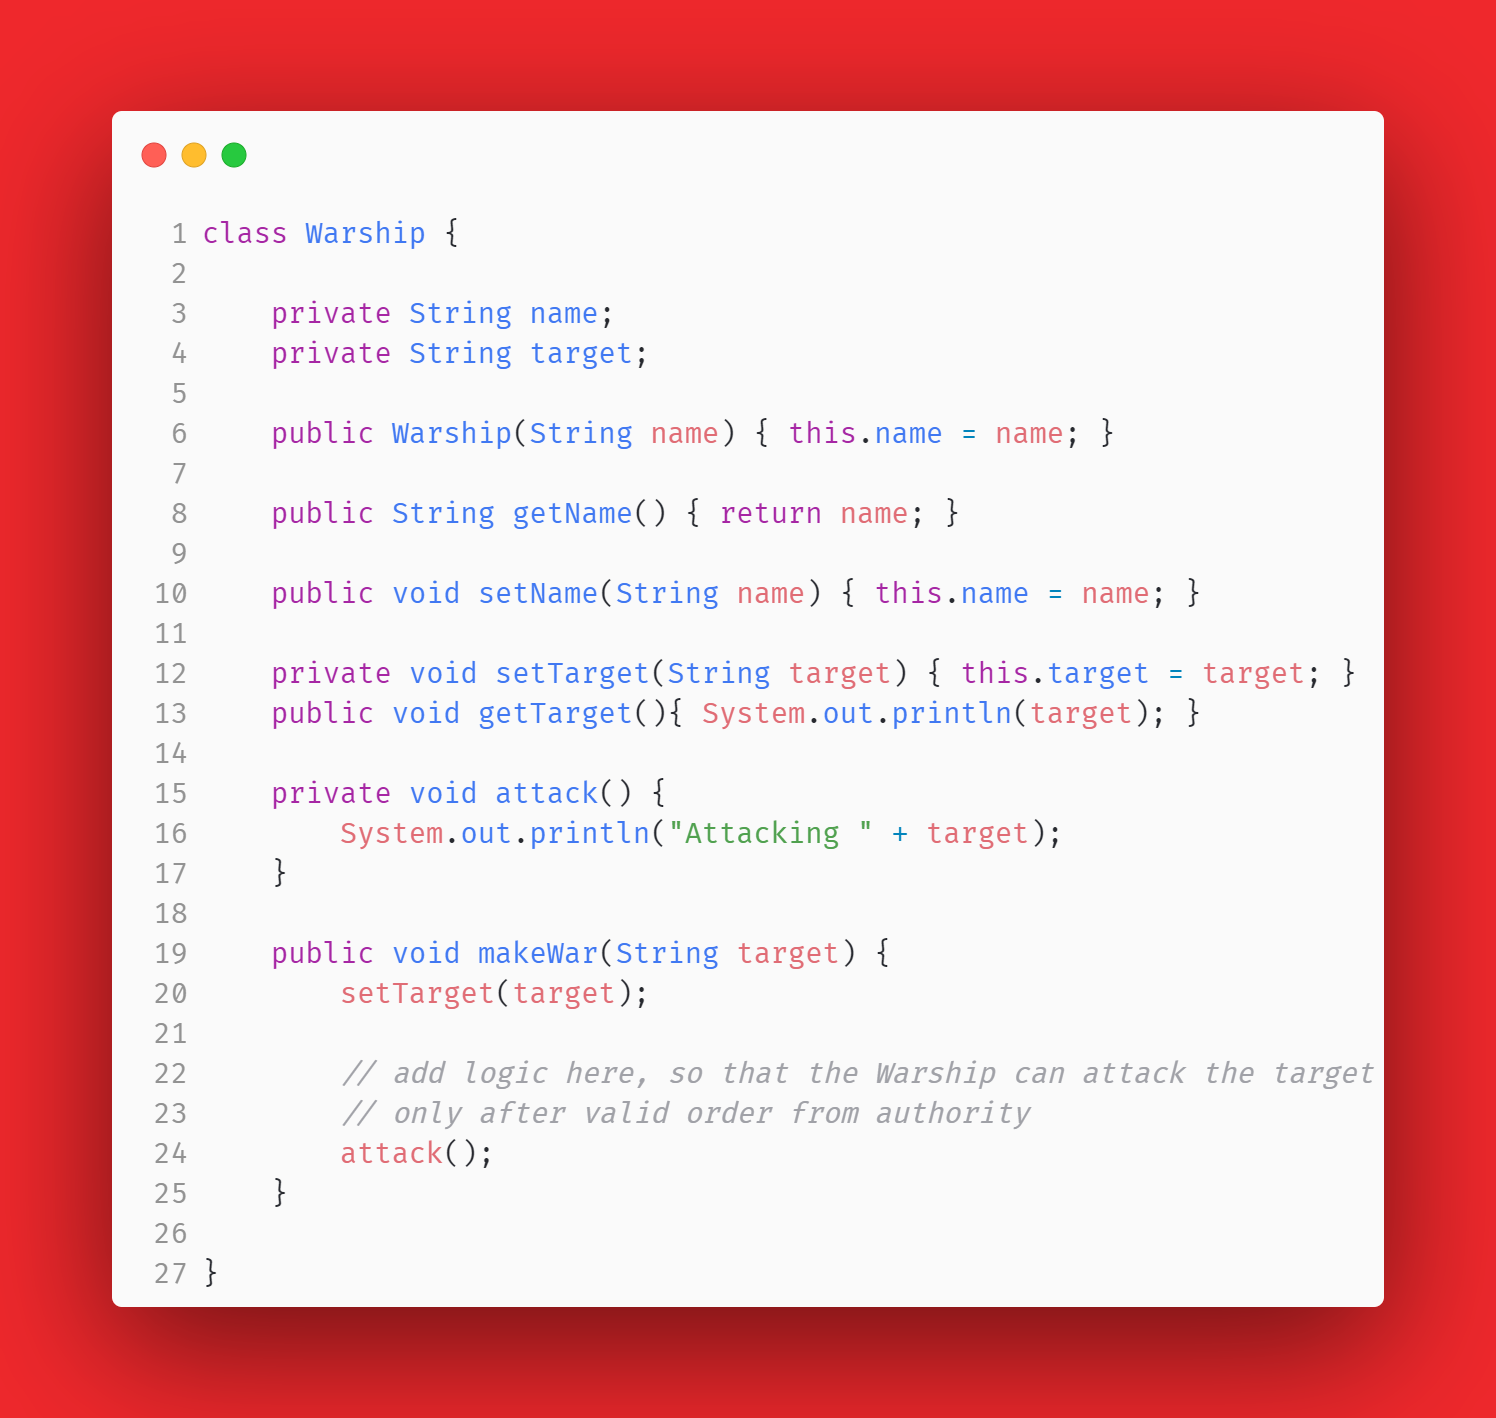 1 class Warship {
2
3     private String name;
4     private String target;
5
6     public Warship(String name) { this.name = name; }
7
8     public String getName() { return name; }
9
10     public void setName(String name) { this.name = name; }
11
12     private void setTarget(String target) { this.target = target; }
13     public void getTarget(){ System.out.println(target); }
14
15     private void attack() {
16         System.out.println("Attacking " + target);
17     }
18
19     public void makeWar(String target) {
20         setTarget(target);
21
22         // add logic here, so that the Warship can attack the target
23         // only after valid order from authority
24         attack();
25     }
26
27 }